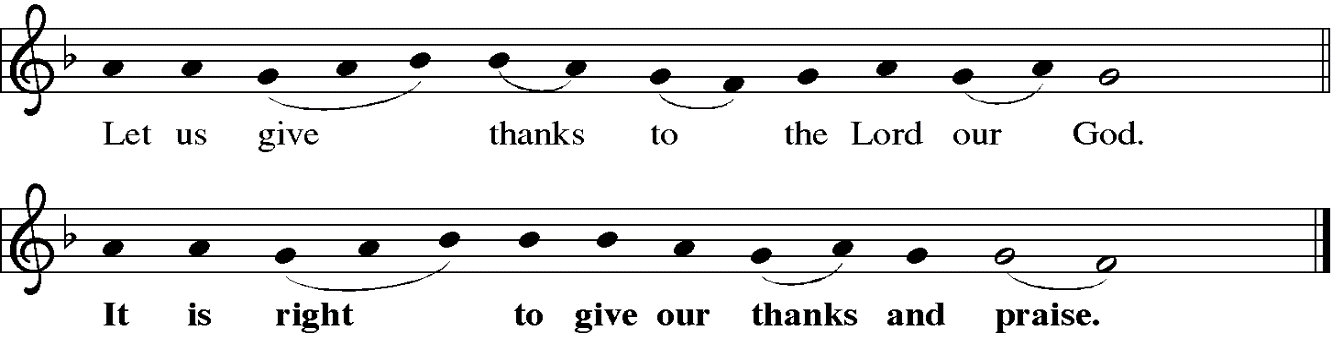 Let us give thanks to the Lord our God.
It is right to give our thanks and praise.